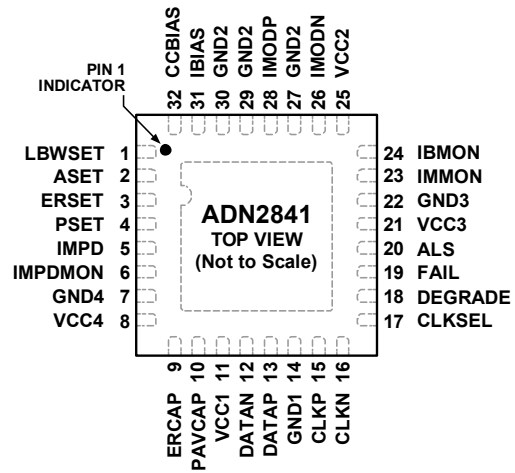 CCBIAS
IBIAS
GND2
GND2
IMODP
GND2
IMODN
VCC2
32
31
30
29
28
27
26
25
PIN 1
INDICATOR
LBWSET 1
ASET 2
ERSET 3
PSET 4
IMPD 5
IMPDMON 6
GND4 7
VCC4 8
ADN2841
TOP VIEW
(Not to Scale)
24 IBMON
23 IMMON
22 GND3
21 VCC3
20 ALS
19 FAIL
18 DEGRADE
17 CLKSEL
ERCAP 9
PAVCAP 10
VCC1 11
DATAN 12
DATAP 13
GND1 14
CLKP 15
CLKN 16